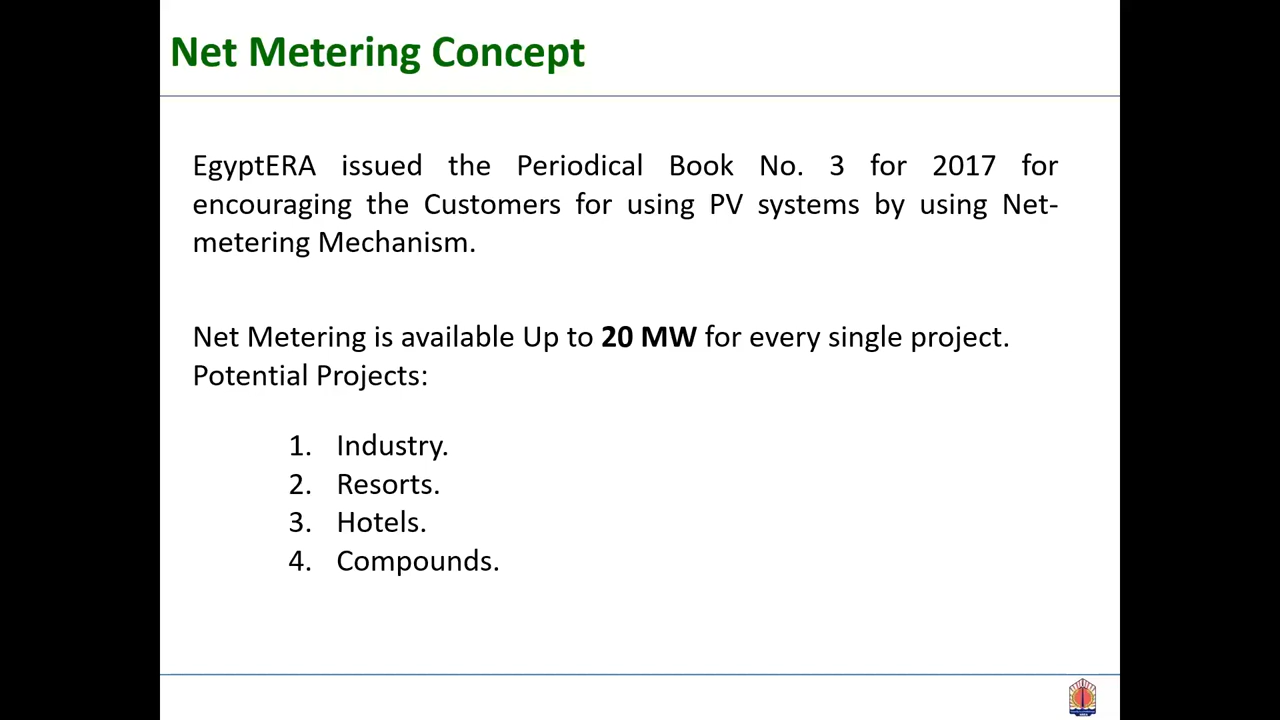 Net Metering Concept
EgyptERA issued the Periodical Book No. 3 for 2017 for
encouraging the Customers for using PV systems by using Net-
metering Mechanism.
Net Metering is available Up to 20 MW for every single project.
Potential Projects:
1. Industry.
2. Resorts.
3. Hotels.
4. Compounds.